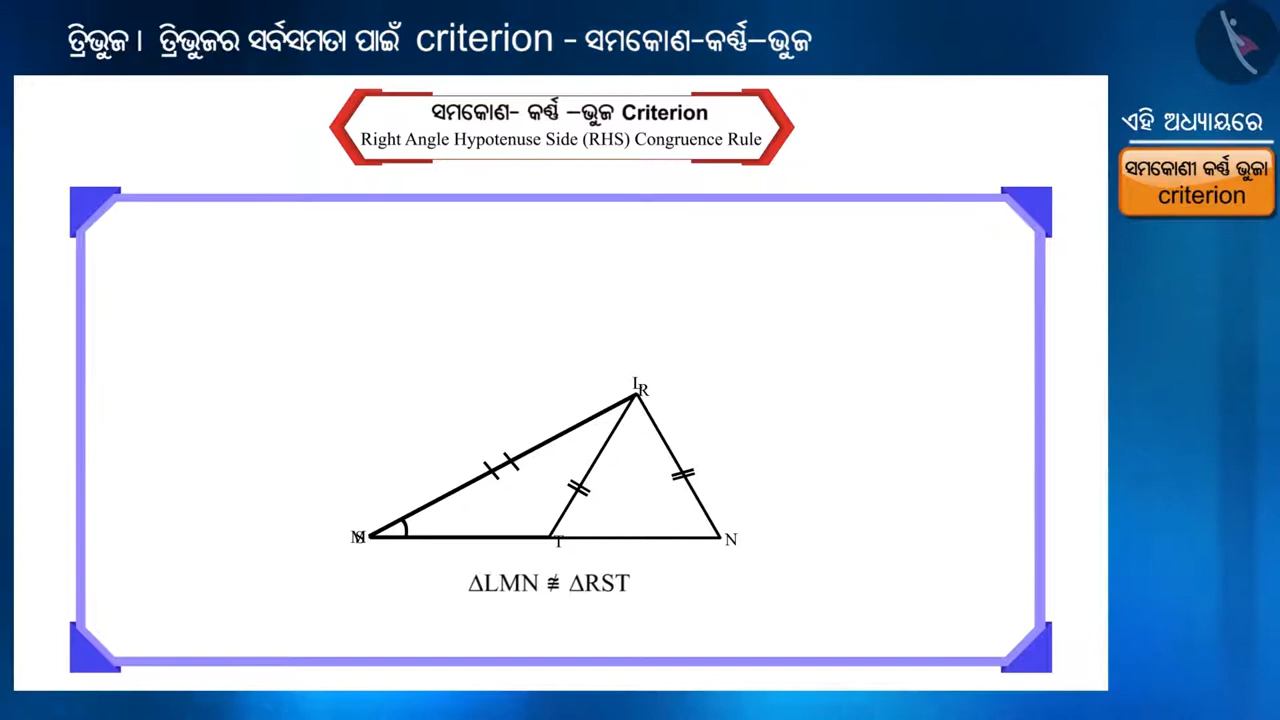 ତ୍ରିଭୁଜ। ତ୍ରିଭୁଜର ସର୍ବସମତା ପାଇଁ criterion - ସମକୋଣ-କର୍ଣ୍ଣ–ଭୁଜ
ସମକୋଣ- କର୍ଣ୍ଣ –ଭୁଜ Criterion
Right Angle Hypotenuse Side (RHS) Congruence Rule
ଏହି ଅଧ୍ୟାୟରେ
ସମକୋଣୀ କର୍ଣ୍ଣ ଭୁଜା
criterion
L
R
M
S
T
N
ΔLMN ≇ ΔRST